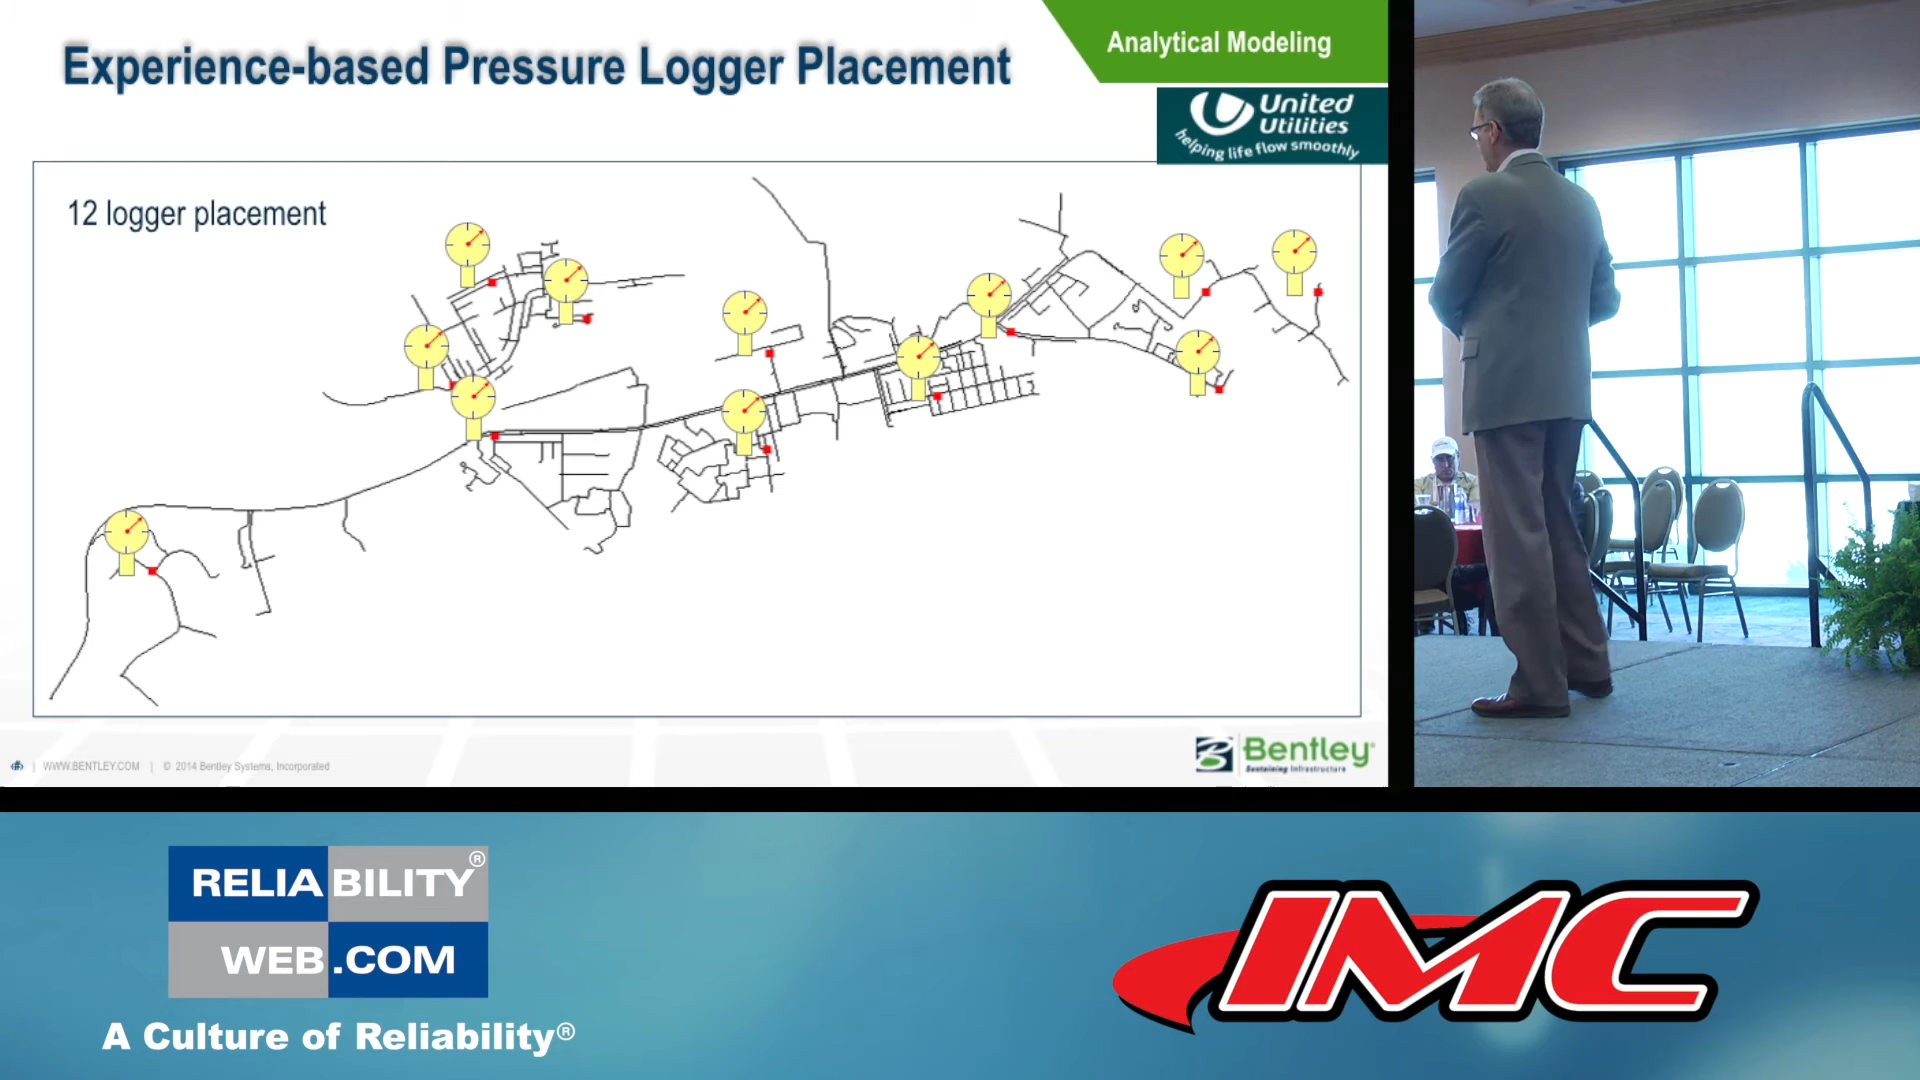 Experience-based Pressure Logger Placement
Analytical Modeling
United
Utilities
helping life flow smoothly
12 logger placement
| WWW.BENTLEY.COM | © 2014 Bentley Systems, Incorporated
Bentley®
Sustaining Infrastructure
RELIABILITY®
WEB.COM
A Culture of Reliability®
IMC